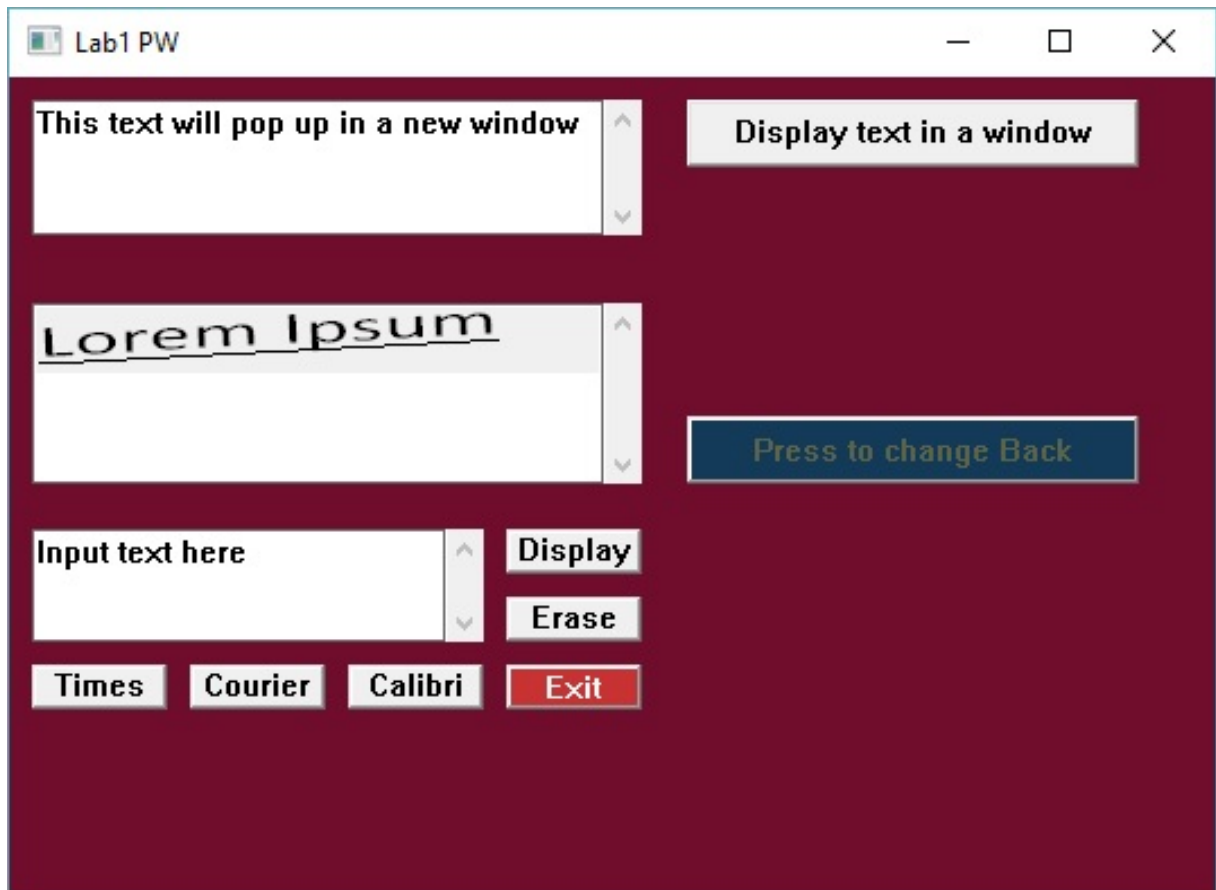 Lab1 PW
This text will pop up in a new window
Display text in a window
Lorem Ipsum
Press to change Back
Input text here
Display
Erase
Times
Courier
Calibri
Exit